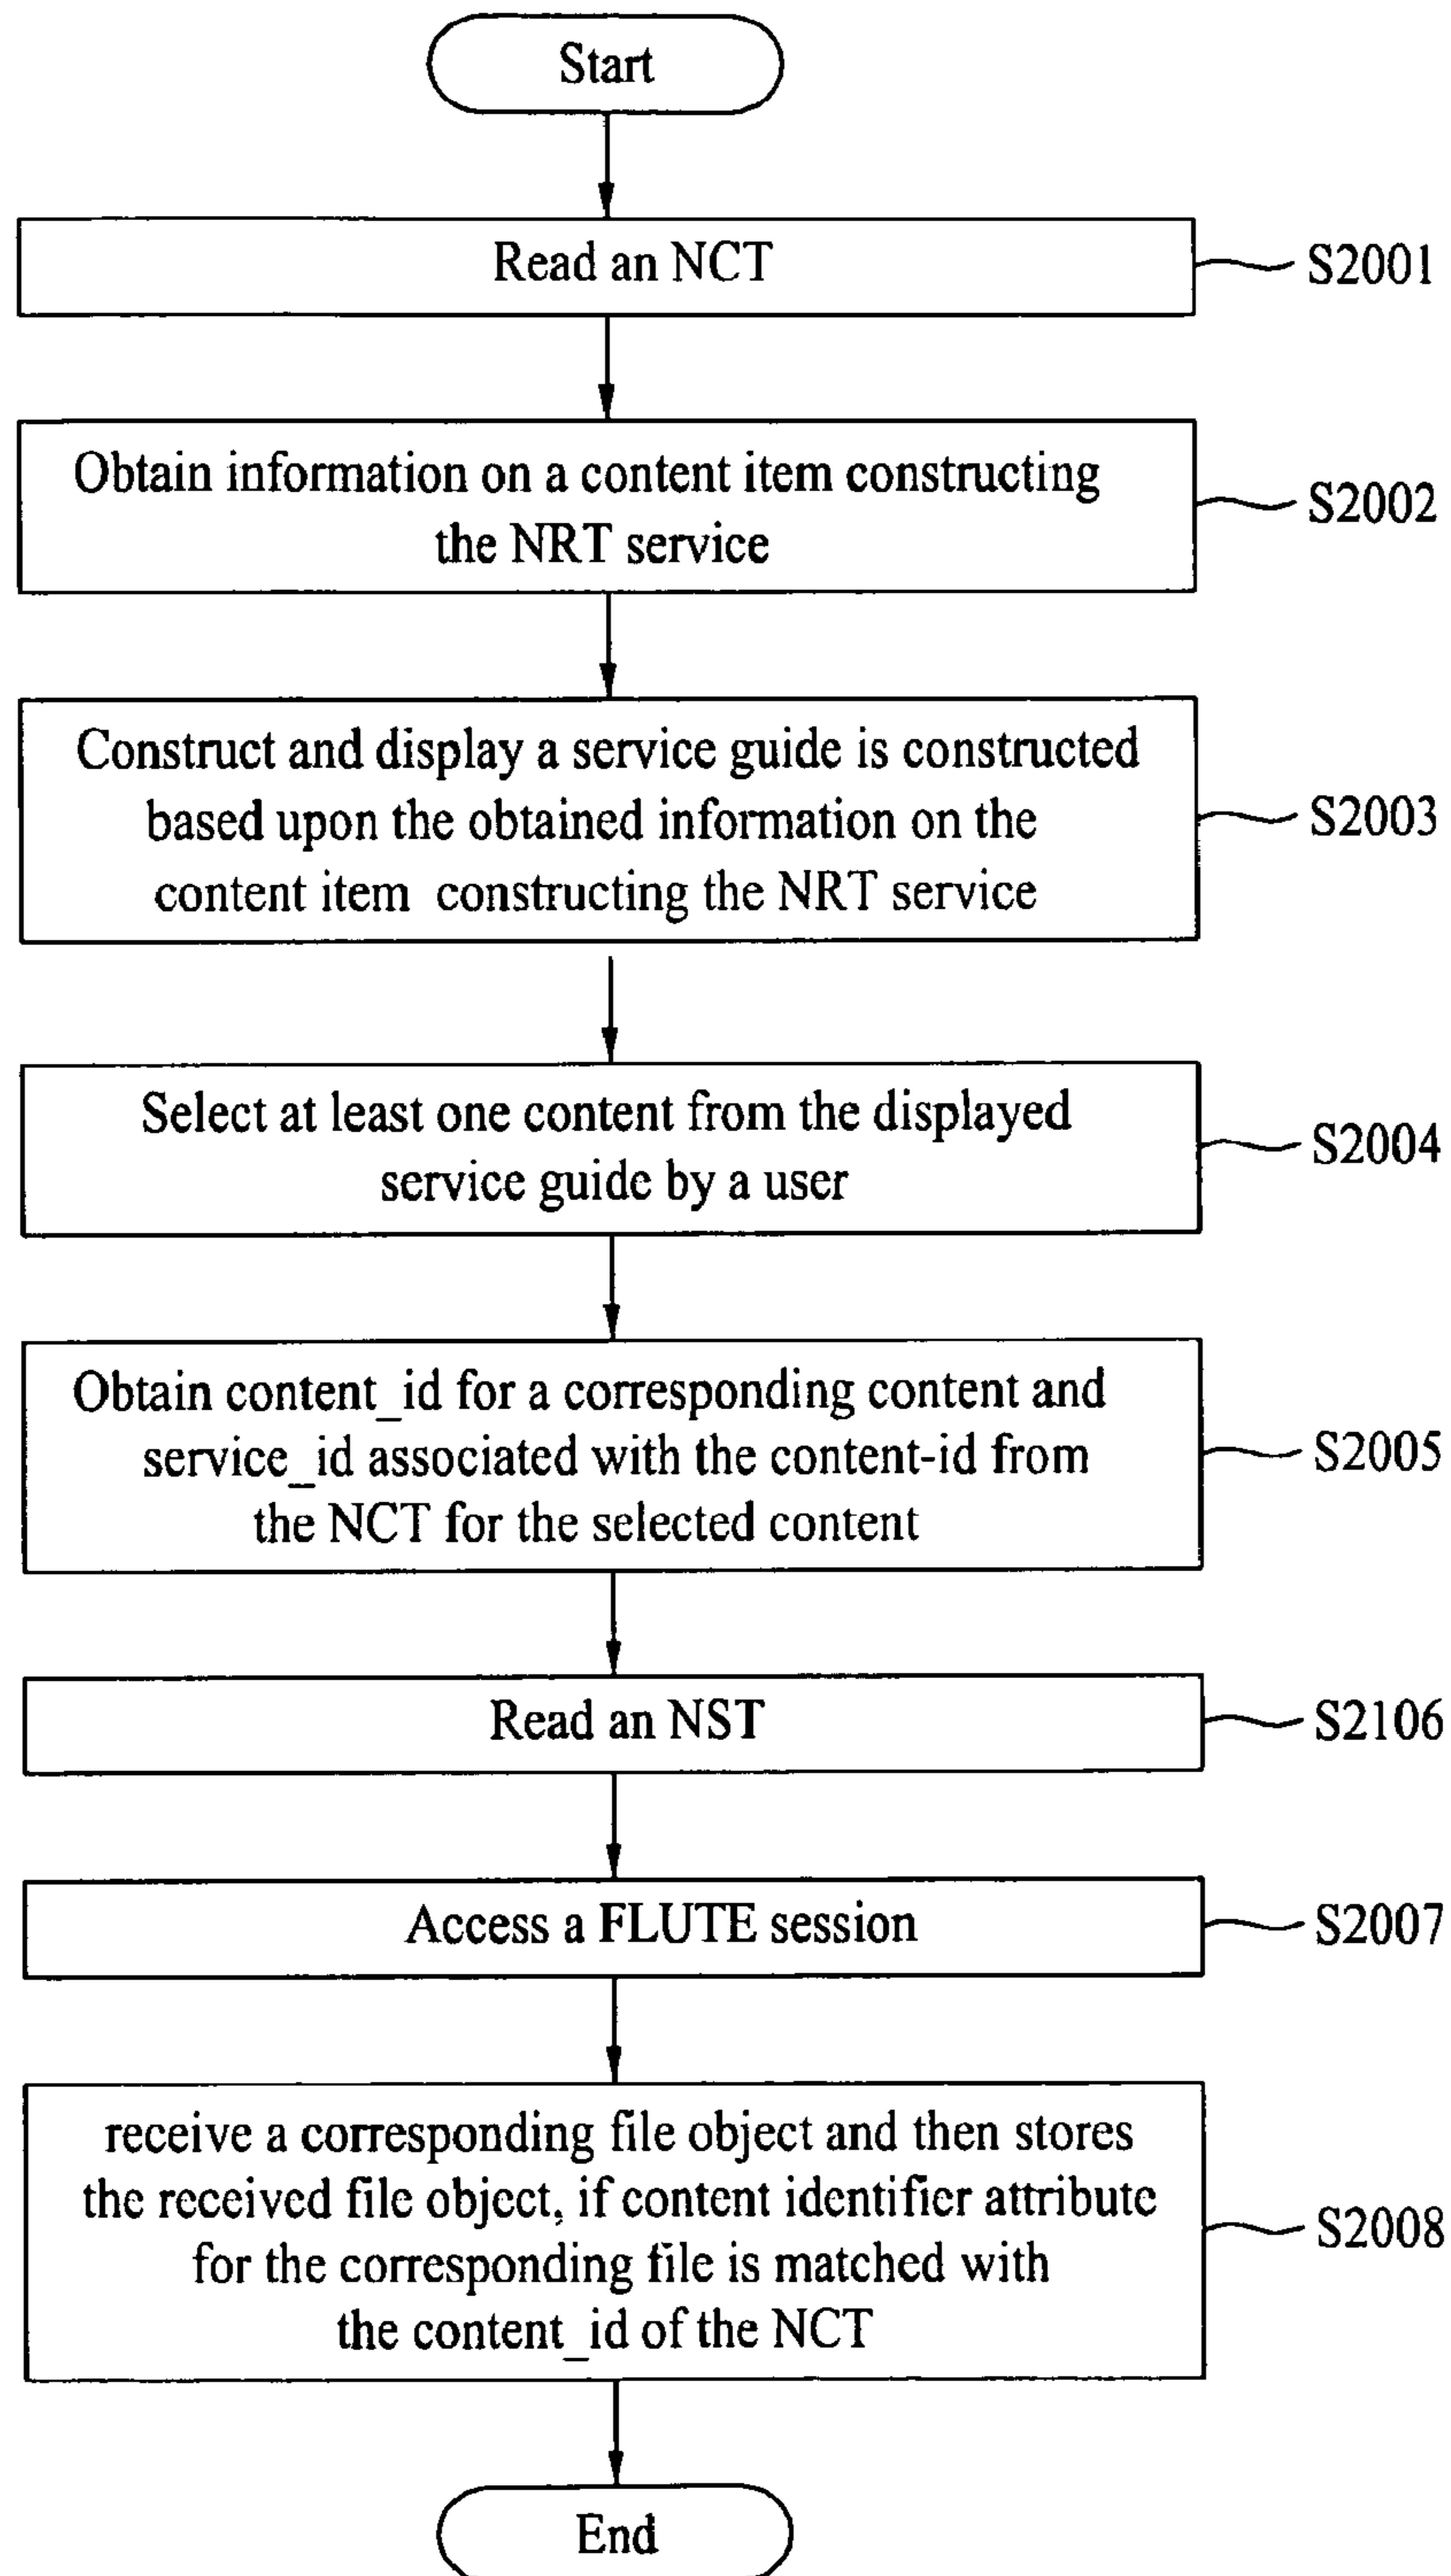 Start
Read an NCT
S2001
Obtain information on a content item constructing
the NRT service
S2002
Construct and display a service guide is constructed
based upon the obtained information on the
content item constructing the NRT service
S2003
Select at least one content from the displayed
service guide by a user
S2004
Obtain content_id for a corresponding content and
service_id associated with the content-id from
the NCT for the selected content
S2005
Read an NST
S2106
Access a FLUTE session
S2007
receive a corresponding file object and then stores
the received file object, if content identifier attribute
for the corresponding file is matched with
the content_id of the NCT
S2008
End